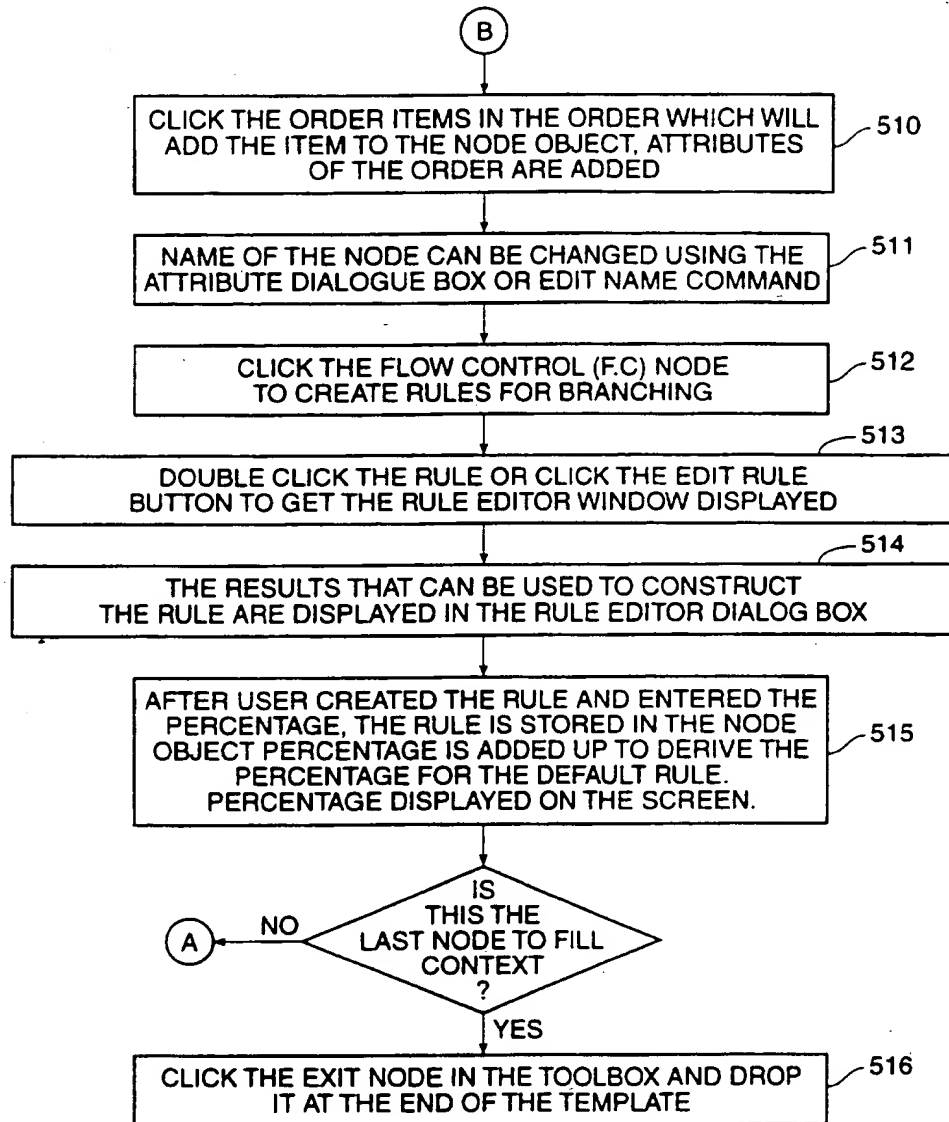 B
CLICK THE ORDER ITEMS IN THE ORDER WHICH WILL
ADD THE ITEM TO THE NODE OBJECT, ATTRIBUTES
OF THE ORDER ARE ADDED
510
NAME OF THE NODE CAN BE CHANGED USING THE
ATTRIBUTE DIALOGUE BOX OR EDIT NAME COMMAND
511
CLICK THE FLOW CONTROL (F.C) NODE
TO CREATE RULES FOR BRANCHING
512
513
DOUBLE CLICK THE RULE OR CLICK THE EDIT RULE
BUTTON TO GET THE RULE EDITOR WINDOW DISPLAYED
514
THE RESULTS THAT CAN BE USED TO CONSTRUCT
THE RULE ARE DISPLAYED IN THE RULE EDITOR DIALOG BOX
AFTER USER CREATED THE RULE AND ENTERED THE
PERCENTAGE, THE RULE IS STORED IN THE NODE
OBJECT PERCENTAGE IS ADDED UP TO DERIVE THE
PERCENTAGE FOR THE DEFAULT RULE.
PERCENTAGE DISPLAYED ON THE SCREEN.
515
IS
THIS THE
LAST NODE TO FILL
CONTEXT
?
NO
A
YES
CLICK THE EXIT NODE IN THE TOOLBOX AND DROP
IT AT THE END OF THE TEMPLATE
516